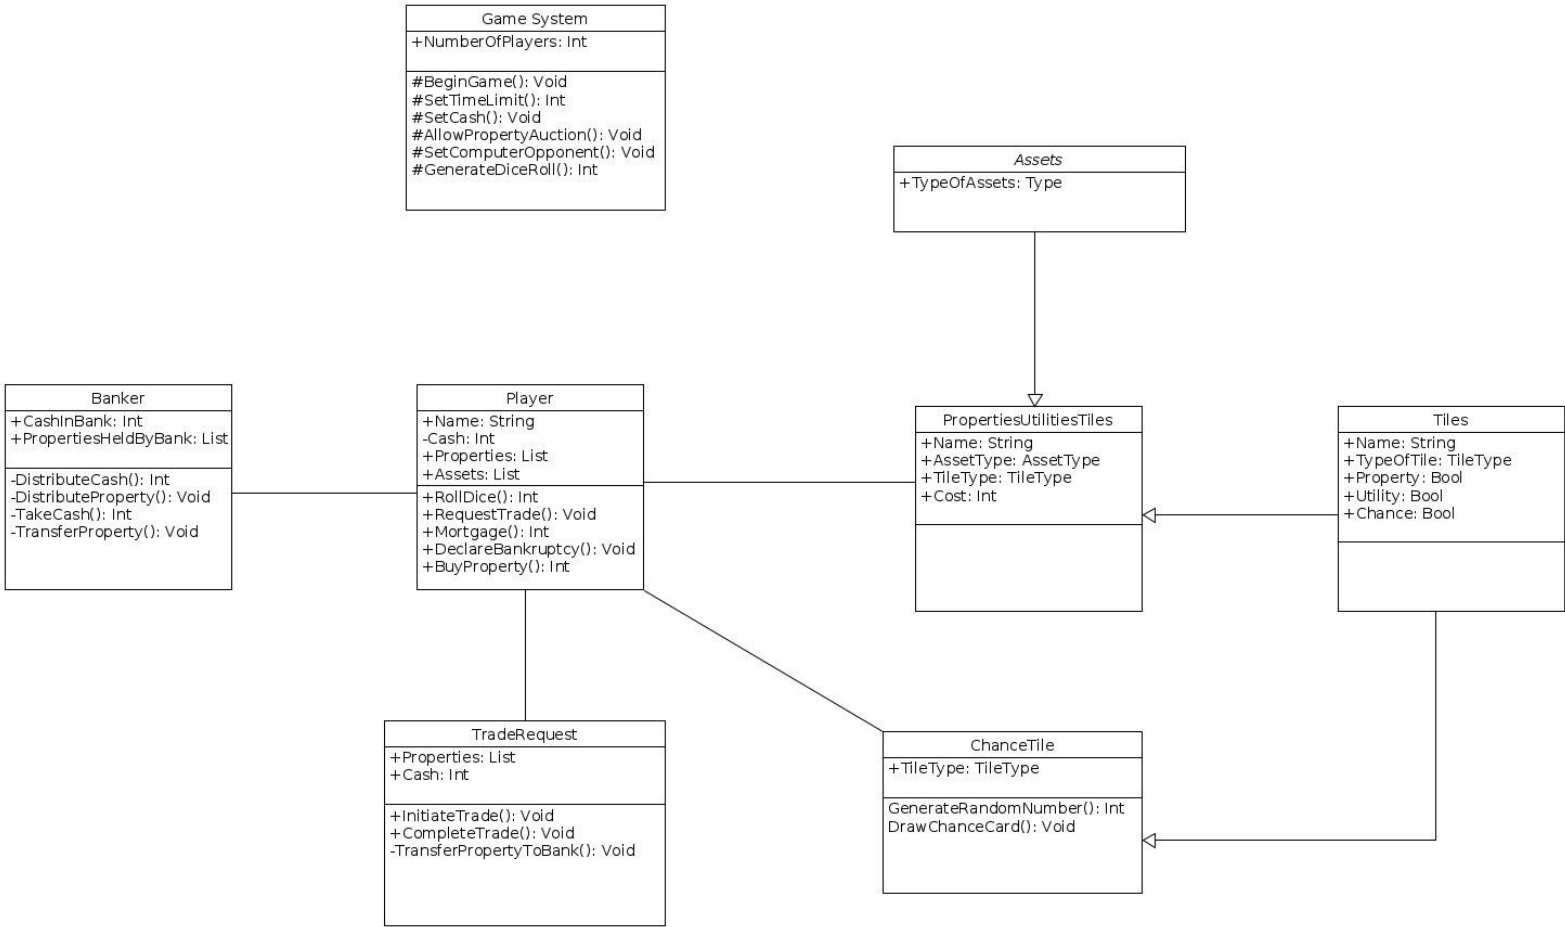 Game System
+NumberOfPlayers: Int
#BeginGame(): Void
#SetTimeLimit(): Int
#SetCash(): Void
#AllowPropertyAuction(): Void
#SetComputerOpponent(): Void
#GenerateDiceRoll(): Int
Assets
+TypeOfAssets: Type
Banker
+CashInBank: Int
+PropertiesHeldByBank: List
-DistributeCash(): Int
-DistributeProperty(): Void
-TakeCash(): Int
-TransferProperty(): Void
Player
+Name: String
-Cash: Int
+Properties: List
+Assets: List
+RollDice(): Int
+RequestTrade(): Void
+Mortgage(): Int
+DeclareBankruptcy(): Void
+BuyProperty(): Int
PropertiesUtilitiesTiles
+Name: String
+AssetType: AssetType
+TileType: TileType
+Cost: Int
Tiles
+Name: String
+TypeOfTile: TileType
+Property: Bool
+Utility: Bool
+Chance: Bool
TradeRequest
+Properties: List
+Cash: Int
+InitiateTrade(): Void
+CompleteTrade(): Void
-TransferPropertyToBank(): Void
ChanceTile
+TileType: TileType
GenerateRandomNumber(): Int
DrawChanceCard(): Void